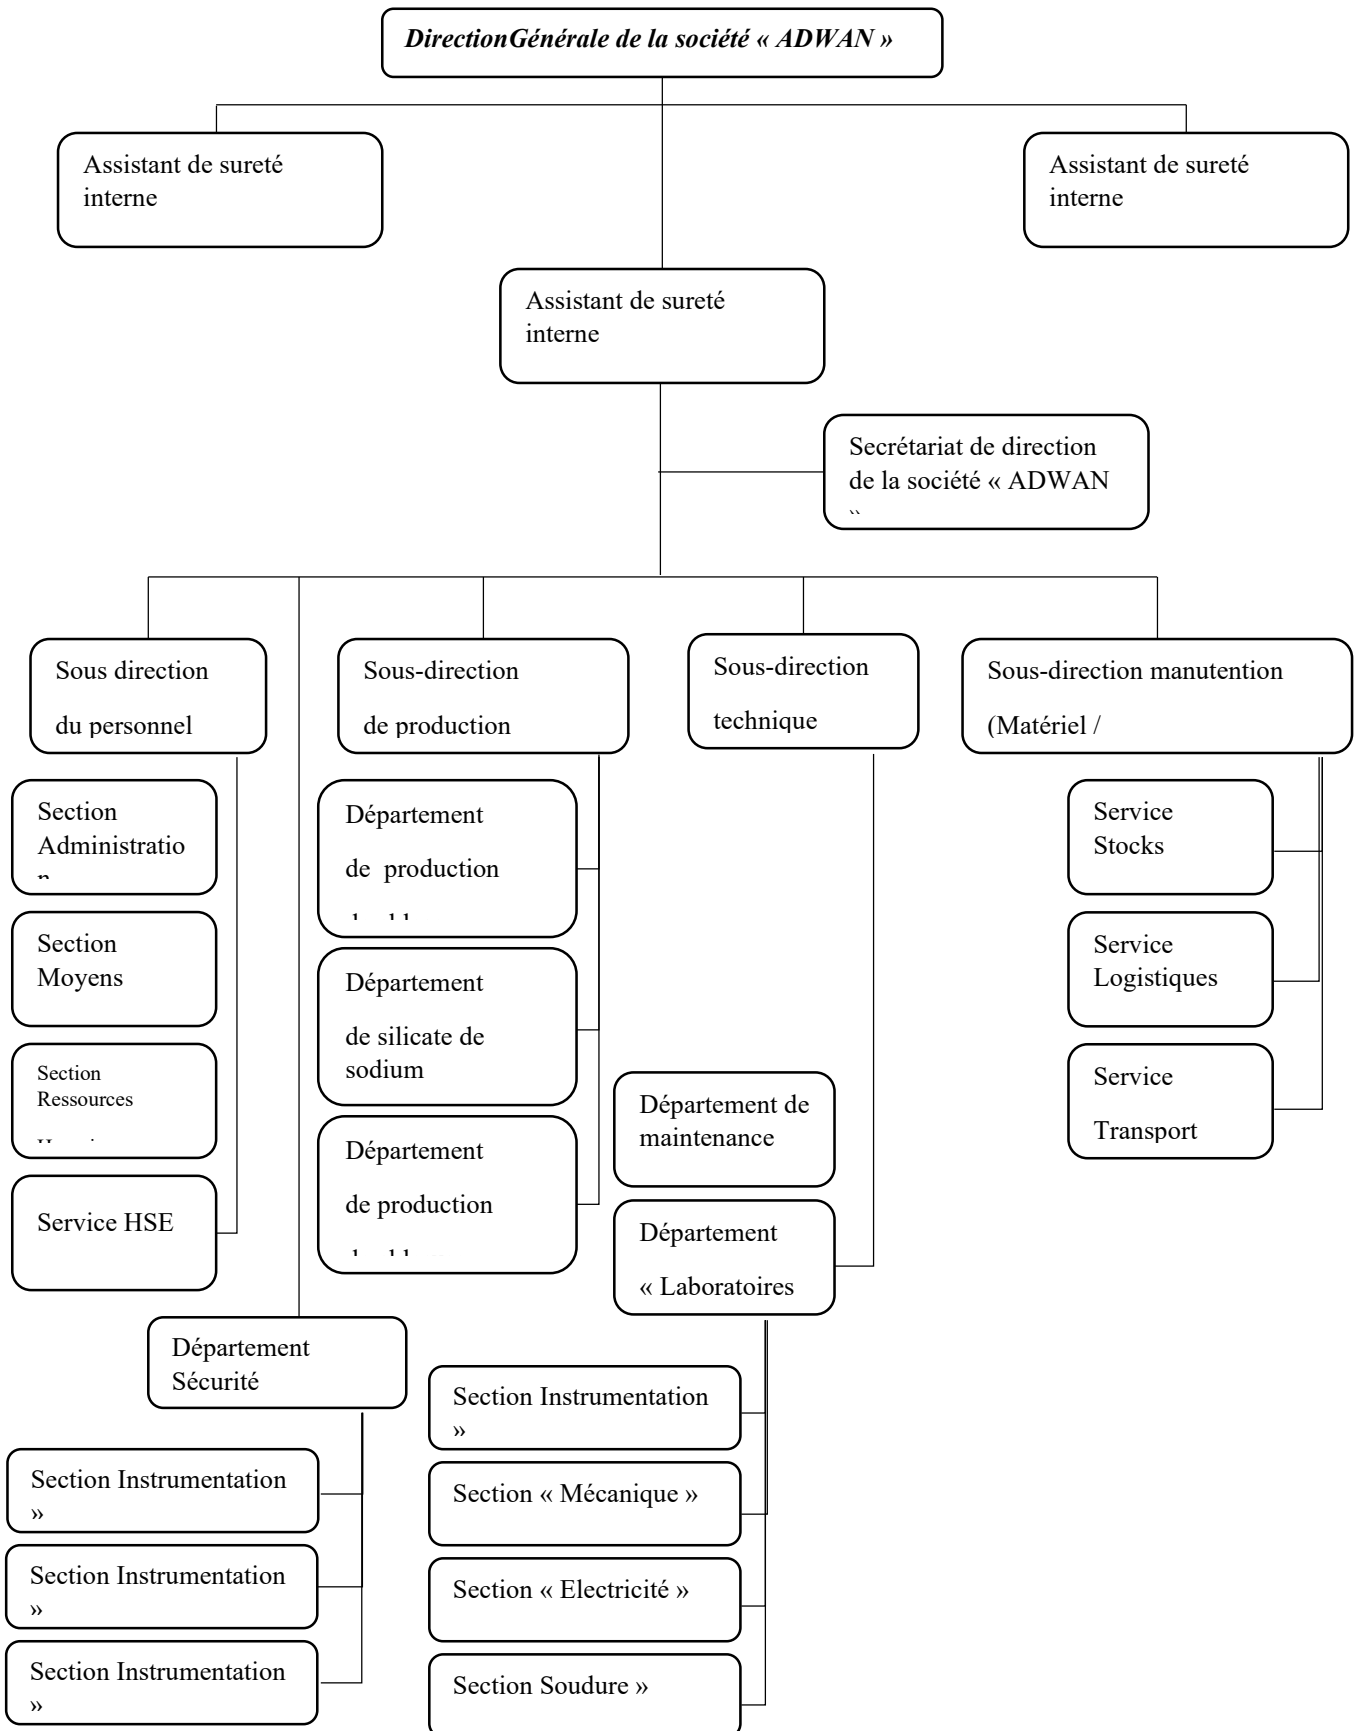 DirectionGénérale de la société « ADWAN »
Assistant de sureté
interne
Assistant de sureté
interne
Assistant de sureté
interne
Secrétariat de direction
de la société « ADWAN
»
Sous direction
du personnel
Sous-direction
de production
Sous-direction
technique
Sous-direction manutention
(Matériel /
Section
Administratio
n
Section
Moyens
Section
Ressources
Service HSE
Département
de  production
Département
de silicate de
sodium
Département
de production
Département de
maintenance
Département
« Laboratoires
Service
Stocks
Service
Logistiques
Service
Transport
Département
Sécurité
Section Instrumentation
»
Section Instrumentation
»
Section Instrumentation
»
Section Instrumentation
»
Section « Mécanique »
Section « Electricité »
Section Soudure »